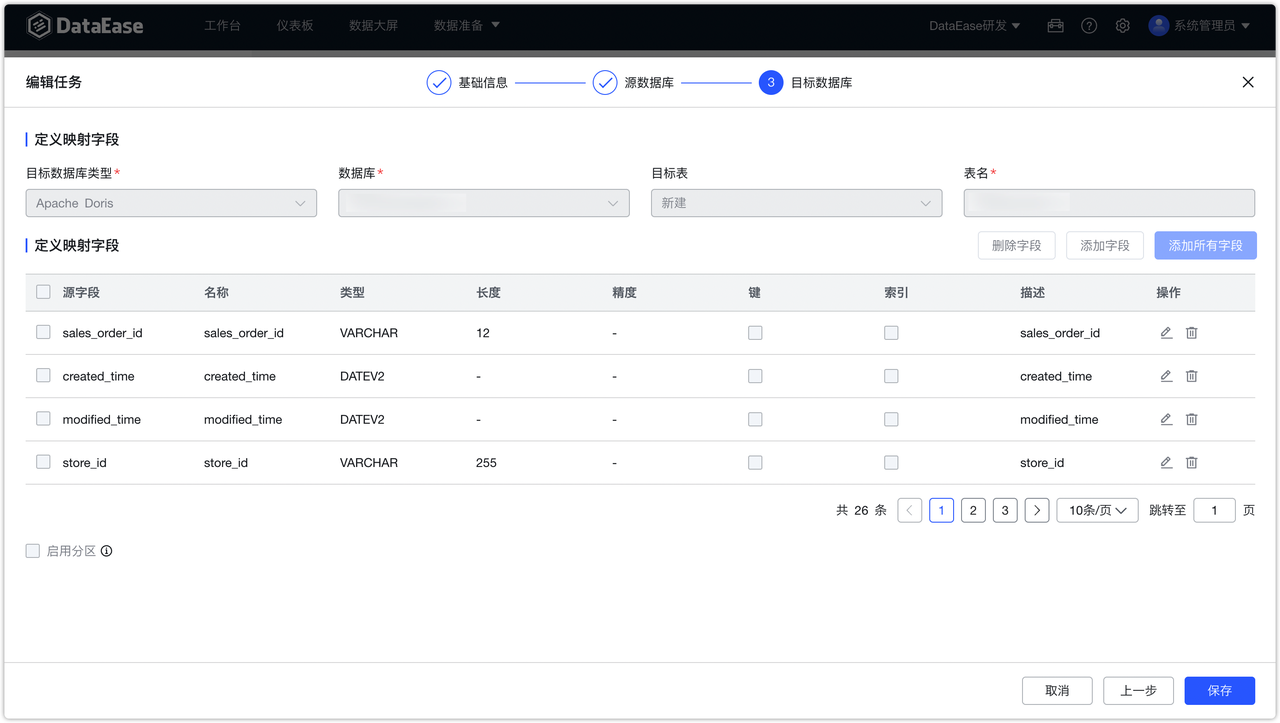 DataEase 工作台 仪表板 数据大屏 数据准备 DataEase研发 系统管理员
编辑任务 基础信息 源数据库 3 目标数据库
定义映射字段
目标数据库类型* 数据库* 目标表 表名*
Apache Doris 新建
定义映射字段 删除字段 添加字段 添加所有字段
源字段 名称 类型 长度 精度 键 索引 描述 操作
sales_order_id sales_order_id VARCHAR 12 - sales_order_id
created_time created_time DATEV2 - - created_time
modified_time modified_time DATEV2 - - modified_time
store_id store_id VARCHAR 255 - store_id
共 26 条 1 2 3 10条/页 跳转至 1 页
启用分区
取消 上一步 保存